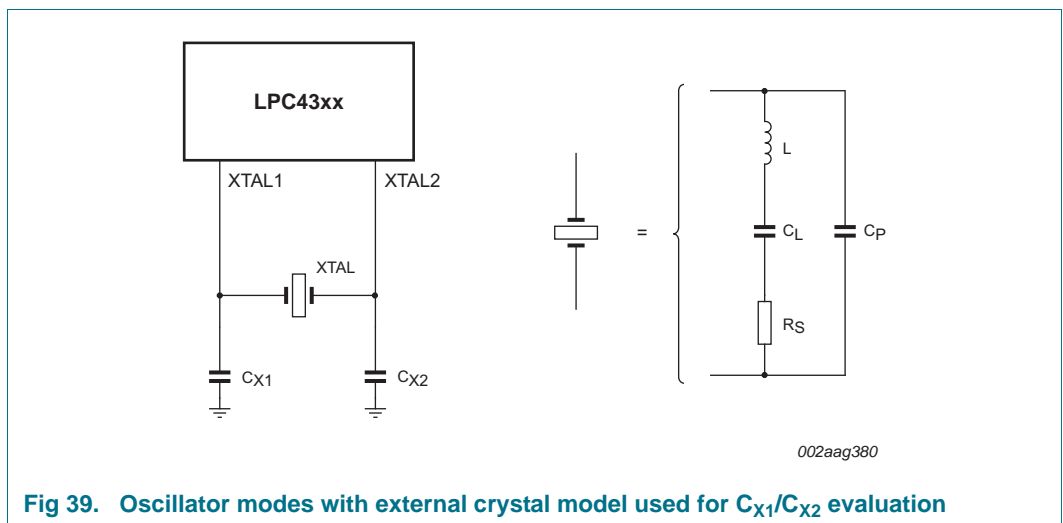 LPC43xx
XTAL1
XTAL2
XTAL
CX1
CX2
=
L
CL
CP
RS
002aag380
Fig 39. Oscillator modes with external crystal model used for CX1/CX2 evaluation